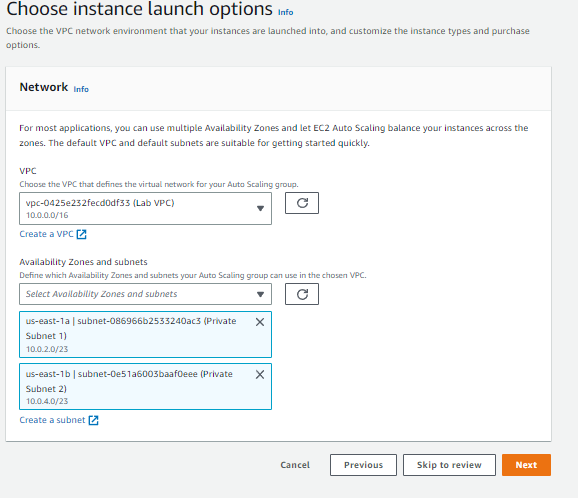 Choose instance launch options Info
Choose the VPC network environment that your instances are launched into, and customize the instance types and purchase
options.
Network Info
For most applications, you can use multiple Availability Zones and let EC2 Auto Scaling balance your instances across the
zones. The default VPC and default subnets are suitable for getting started quickly.
VPC
Choose the VPC that defines the virtual network for your Auto Scaling group.
vpc-0425e232fecd0df33 (Lab VPC)
10.0.0.0/16
Create a VPC
Availability Zones and subnets
Define which Availability Zones and subnets your Auto Scaling group can use in the chosen VPC.
Select Availability Zones and subnets
us-east-1a | subnet-086966b2533240ac3 (Private
Subnet 1)
10.0.2.0/23
us-east-1b | subnet-0e51a6003baaf0eee (Private
Subnet 2)
10.0.4.0/23
Create a subnet
Cancel Previous Skip to review Next